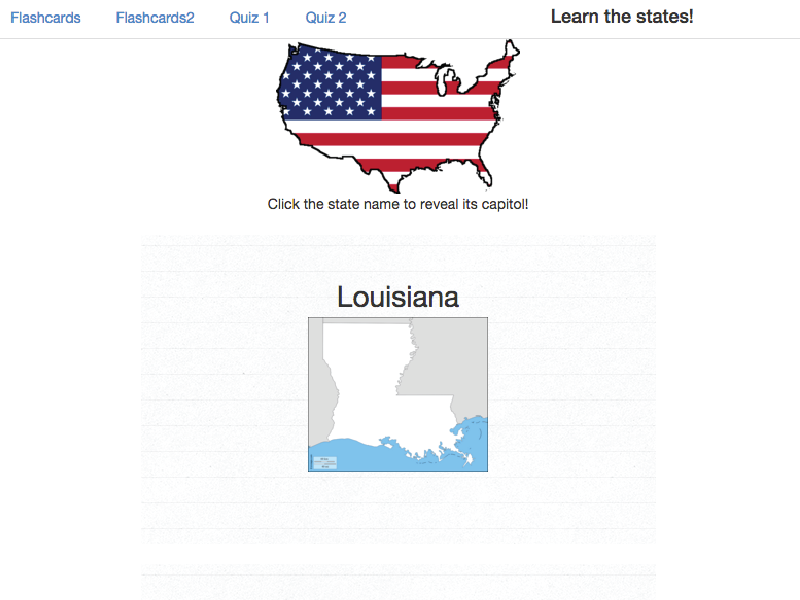 Flashcards Flashcards2 Quiz 1 Quiz 2 Learn the states!
Click the state name to reveal its capitol!
Louisiana